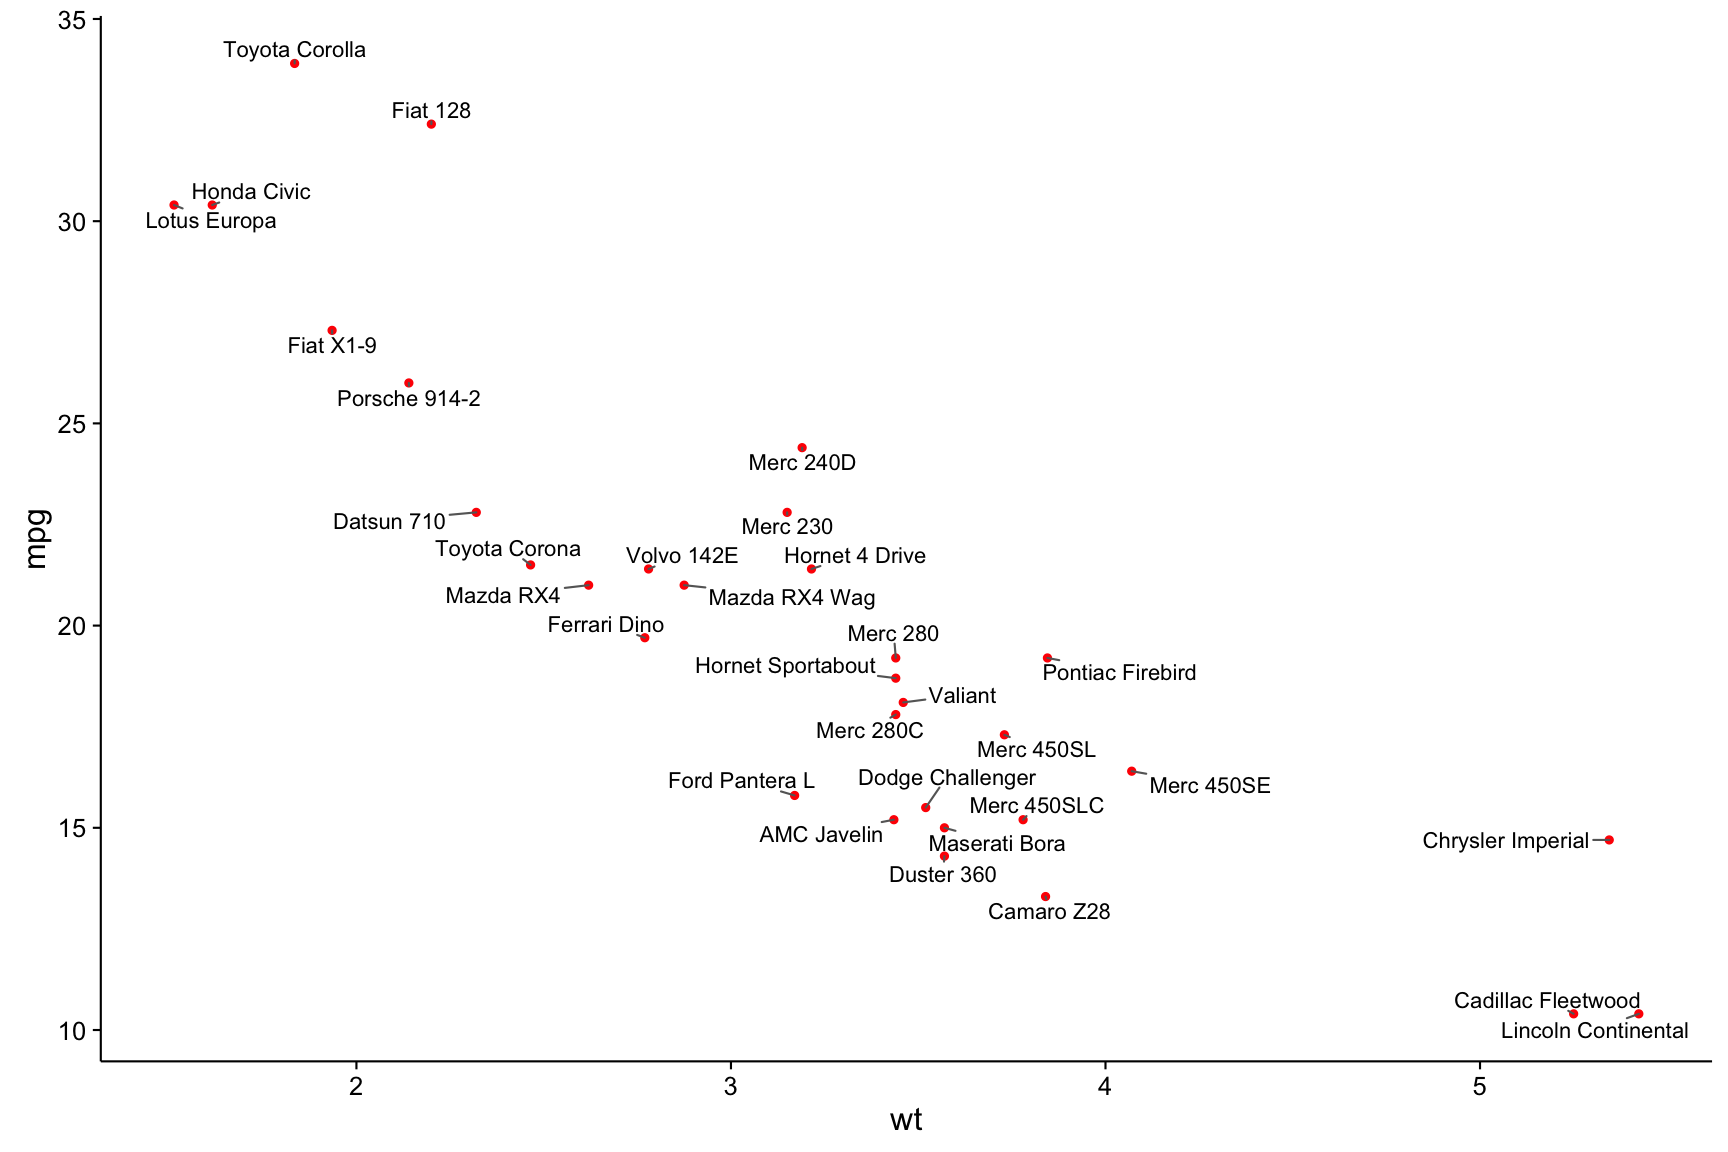 35
Toyota Corolla
Fiat 128
Honda Civic
30
Lotus Europa
Fiat X1-9
Porsche 914-2
25
Merc 240D
mpg
Datsun 710
Merc 230
Toyota Corona
Volvo 142E
Hornet 4 Drive
Mazda RX4
Mazda RX4 Wag
20
Ferrari Dino
Merc 280
Hornet Sportabout
Pontiac Firebird
Valiant
Merc 280C
Merc 450SL
Ford Pantera L
Dodge Challenger
Merc 450SE
Merc 450SLC
15
AMC Javelin
Maserati Bora
Chrysler Imperial
Duster 360
Camaro Z28
Cadillac Fleetwood
10
Lincoln Continental
2
3
4
5
wt